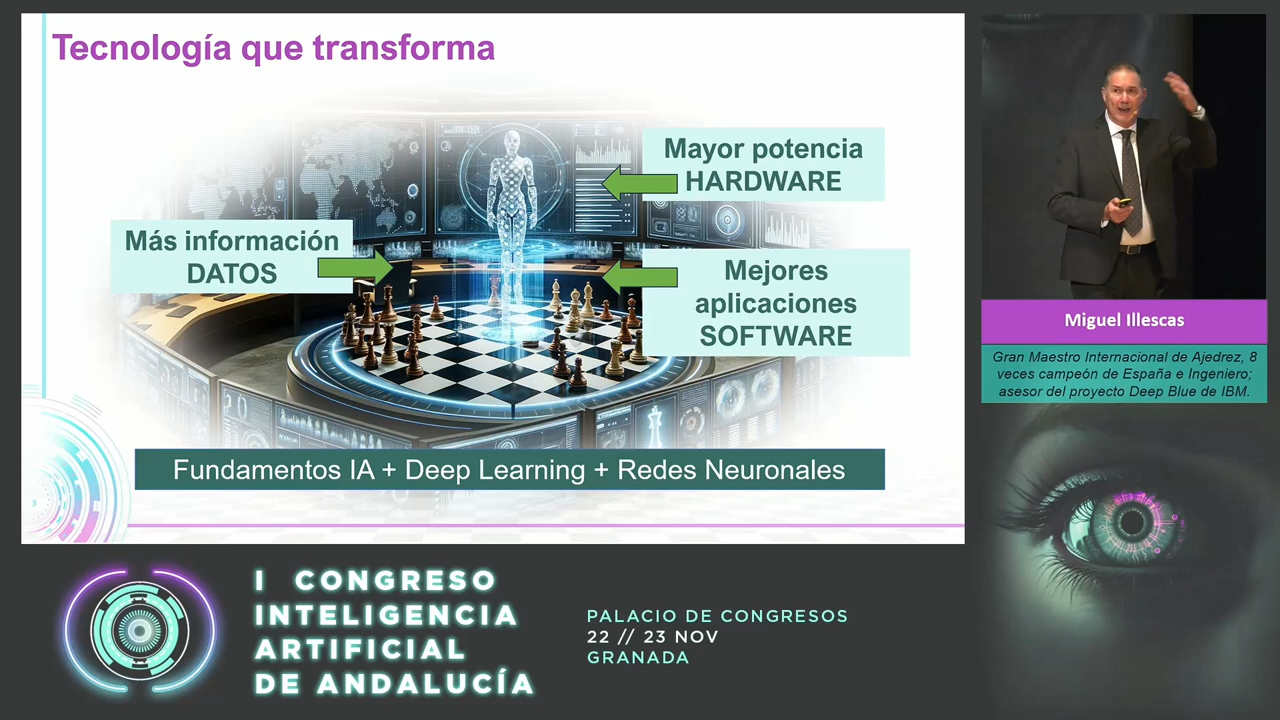 Tecnología que transforma
Mayor potencia
HARDWARE
Más información
DATOS
Mejores
aplicaciones
SOFTWARE
Fundamentos IA + Deep Learning + Redes Neuronales
Miguel Illescas
Gran Maestro Internacional de Ajedrez, 8
veces campeón de España e Ingeniero;
asesor del proyecto Deep Blue de IBM.
I CONGRESO
INTELIGENCIA
ARTIFICIAL
DE ANDALUCÍA
PALACIO DE CONGRESOS
22 // 23 NOV
GRANADA